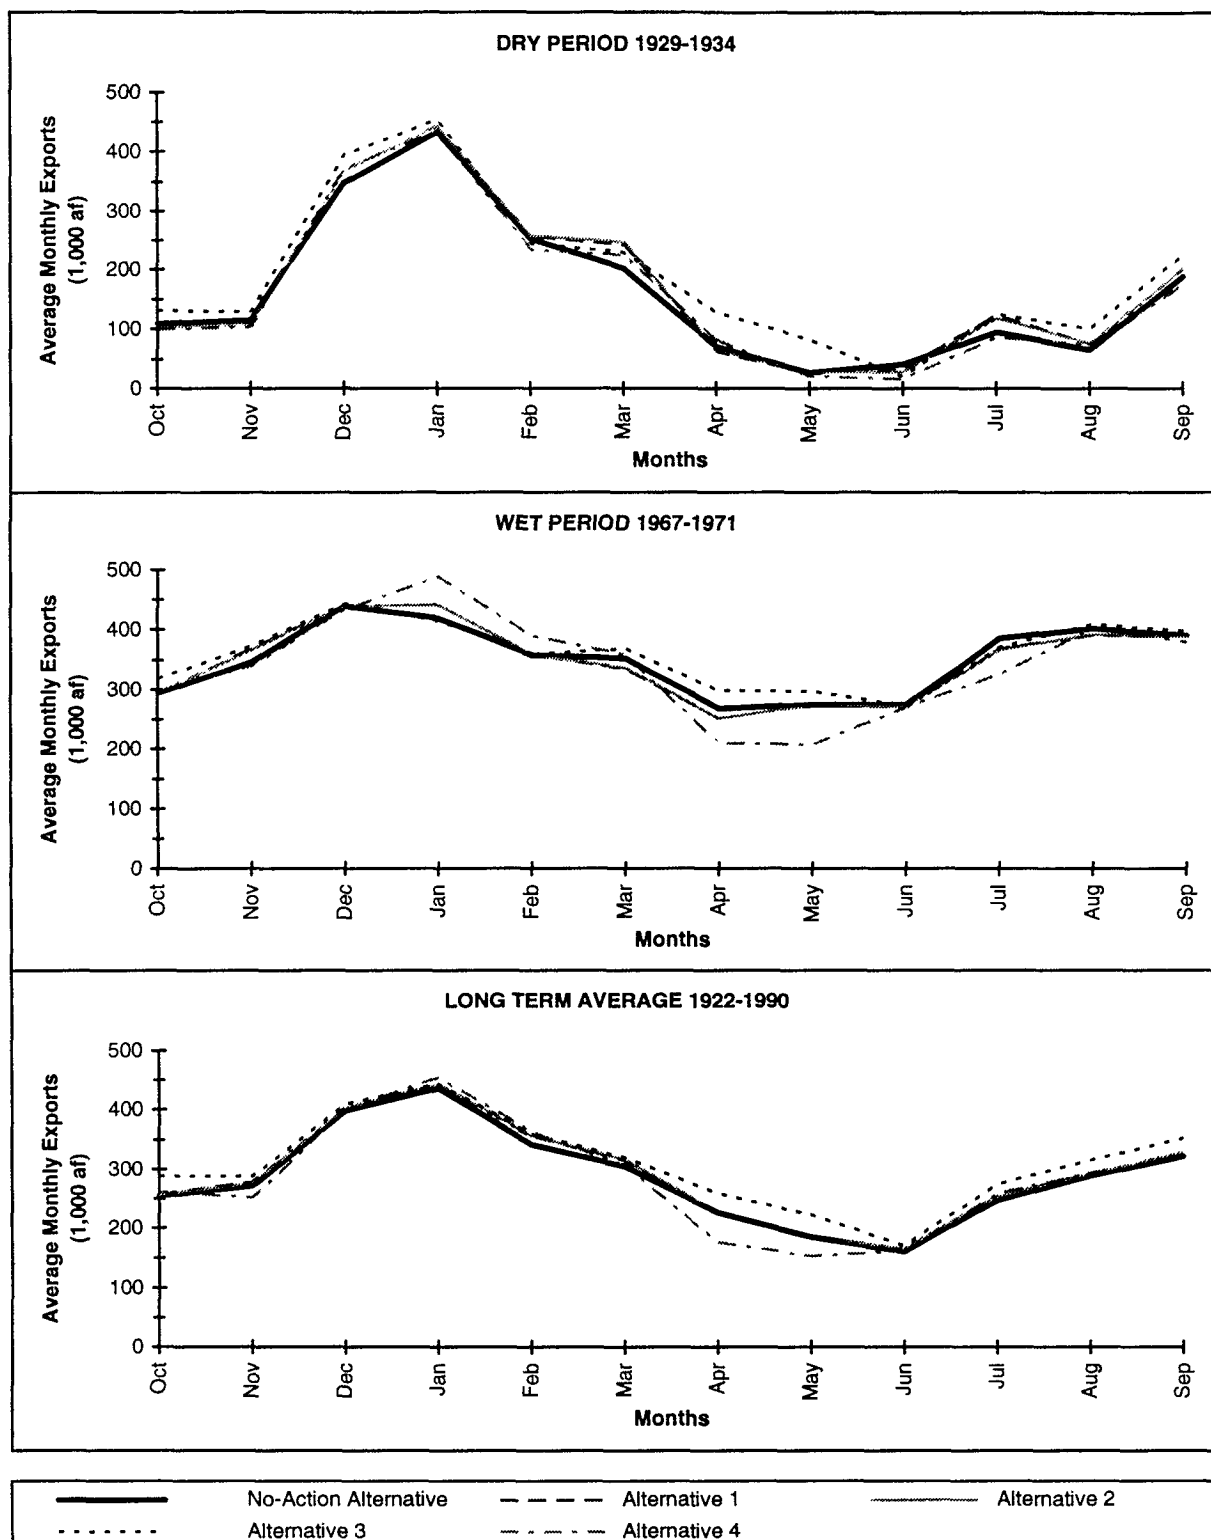 DRY PERIOD 1929-1934
Average Monthly Exports
(1,000 af)
500
400
300
200
100
0
Oct Nov Dec Jan Feb Mar Apr May Jun Jul Aug Sep
Months
WET PERIOD 1967-1971
Average Monthly Exports
(1,000 af)
500
400
300
200
100
0
Oct Nov Dec Jan Feb Mar Apr May Jun Jul Aug Sep
Months
LONG TERM AVERAGE 1922-1990
Average Monthly Exports
(1,000 af)
500
400
300
200
100
0
Oct Nov Dec Jan Feb Mar Apr May Jun Jul Aug Sep
Months
No-Action Alternative Alternative 1 Alternative 2
Alternative 3 Alternative 4